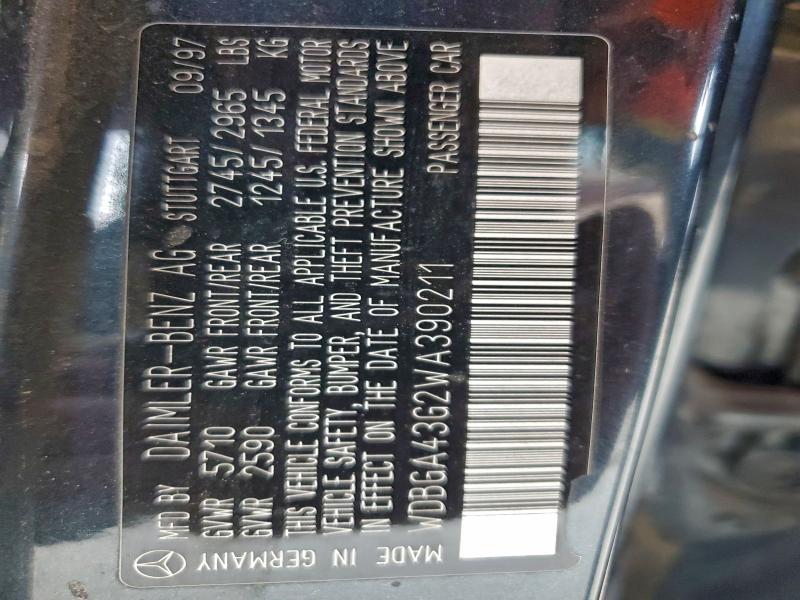 MFD BY DAIMLER-BENZ AG STUTTGART 09/97
GVWR 5710 GAWR FRONT/REAR 2745/2965 LBS
GVWR 2590 GAWR FRONT/REAR 1245/1345 KG
THIS VEHICLE CONFORMS TO ALL APPLICABLE U.S. FEDERAL MOTOR
VEHICLE SAFETY, BUMPER, AND THEFT PREVENTION STANDARDS
IN EFFECT ON THE DATE OF MANUFACTURE SHOWN ABOVE
MADE IN GERMANY WDBGA43G2WA390211 PASSENGER CAR